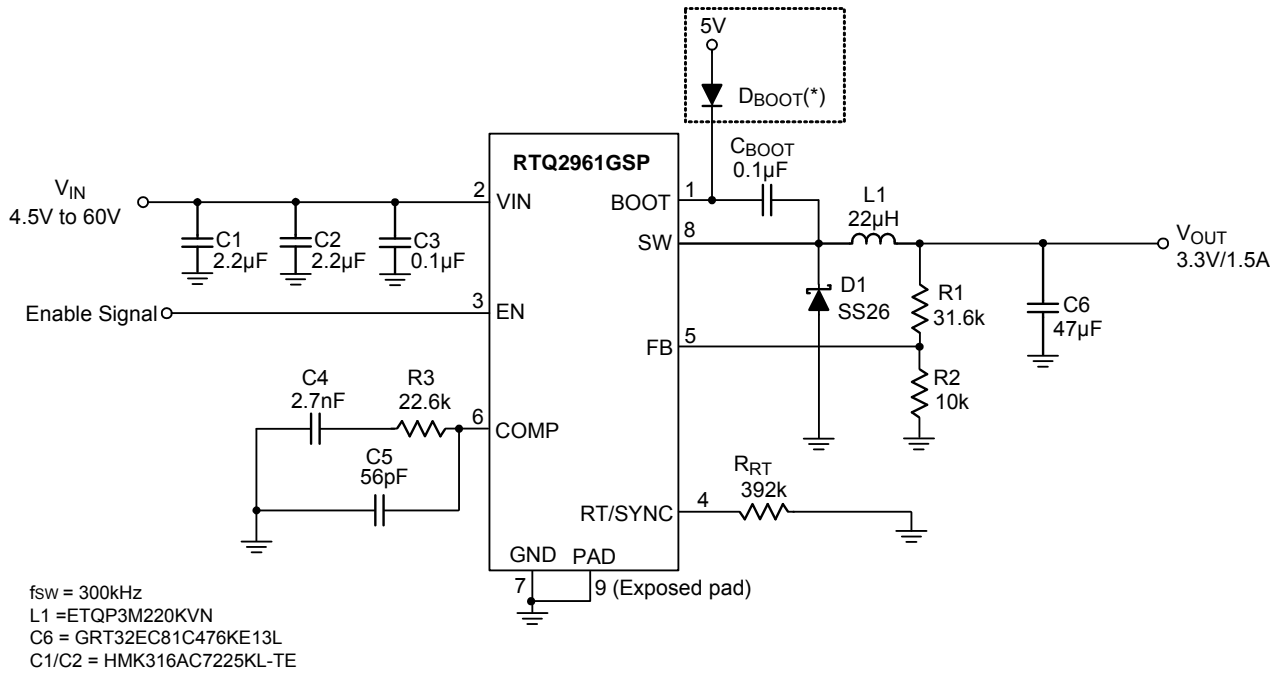 5V
DBOOT(*)
RTQ2961GSP
CBOOT
0.1µF
VIN
4.5V to 60V
2
VIN
BOOT
1
L1
22µH
SW
8
VOUT
3.3V/1.5A
C1
2.2µF
C2
2.2µF
C3
0.1µF
D1
SS26
R1
31.6k
C6
47µF
Enable Signal
3
EN
FB
5
R2
10k
C4
2.7nF
R3
22.6k
6
COMP
C5
56pF
RRT
392k
RT/SYNC
4
GND
PAD
7
9 (Exposed pad)
fSW = 300kHz
L1 =ETQP3M220KVN
C6 = GRT32EC81C476KE13L
C1/C2 = HMK316AC7225KL-TE